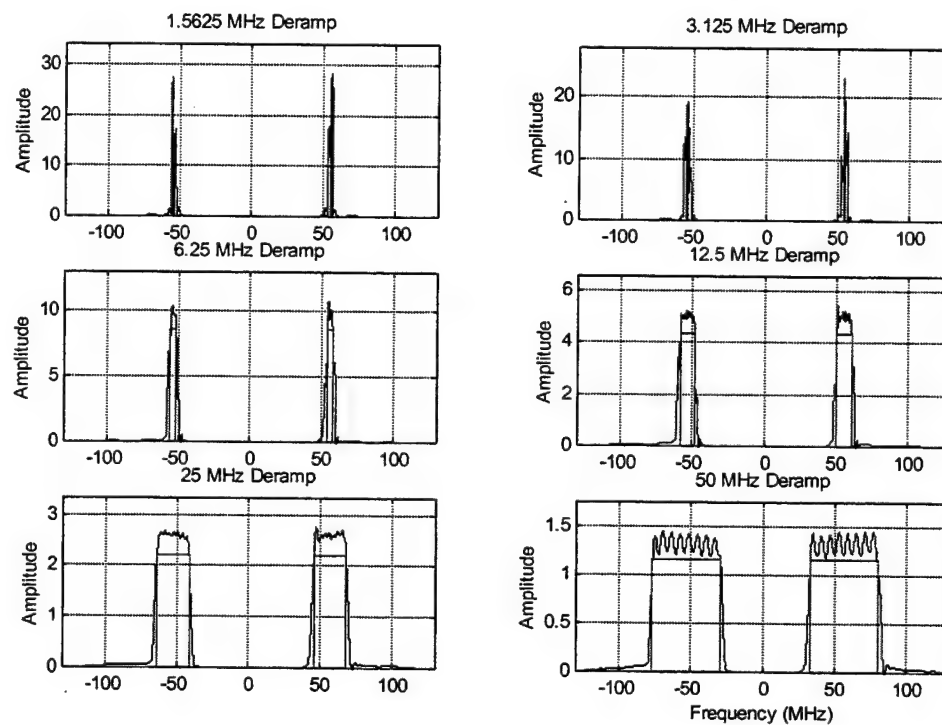 1.5625 MHz Deramp
Amplitude
30
20
10
0
-100 -50 0 50 100
3.125 MHz Deramp
Amplitude
20
10
0
-100 -50 0 50 100
6.25 MHz Deramp
Amplitude
10
5
0
-100 -50 0 50 100
12.5 MHz Deramp
Amplitude
6
4
2
0
-100 -50 0 50 100
25 MHz Deramp
Amplitude
3
2
1
0
-100 -50 0 50 100
50 MHz Deramp
Amplitude
1.5
1
0.5
0
-100 -50 0 50 100
Frequency (MHz)